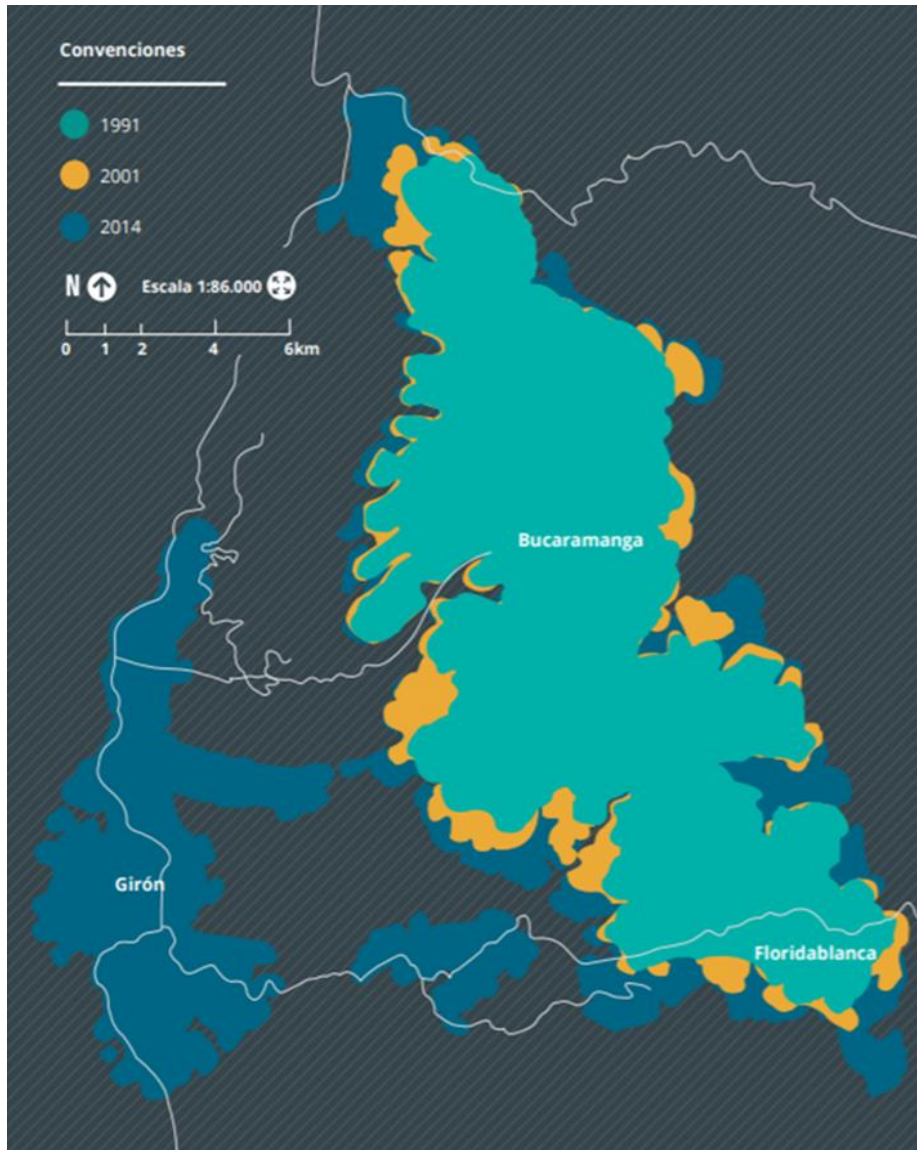 Convenciones
1991
2001
2014
N Escala 1:86.000
0 1 2 4 6km
Bucaramanga
Girón
Floridablanca